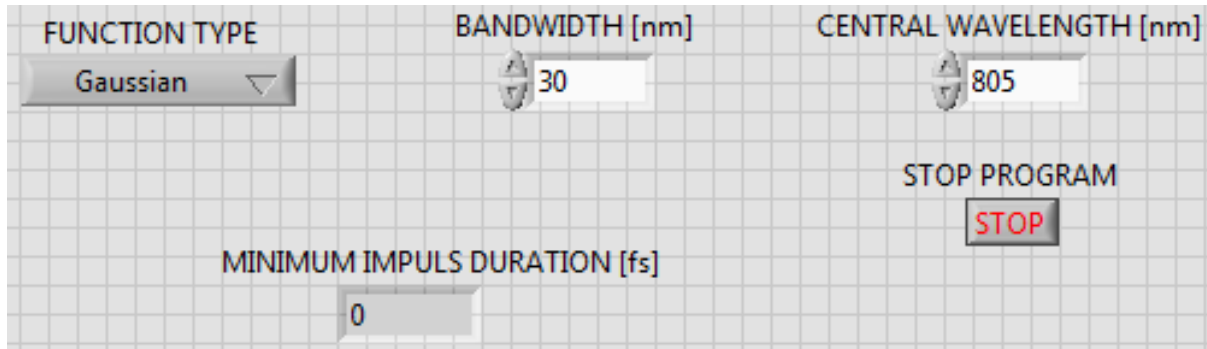 FUNCTION TYPE
Gaussian
BANDWIDTH [nm]
30
CENTRAL WAVELENGTH [nm]
805
STOP PROGRAM
STOP
MINIMUM IMPULS DURATION [fs]
0